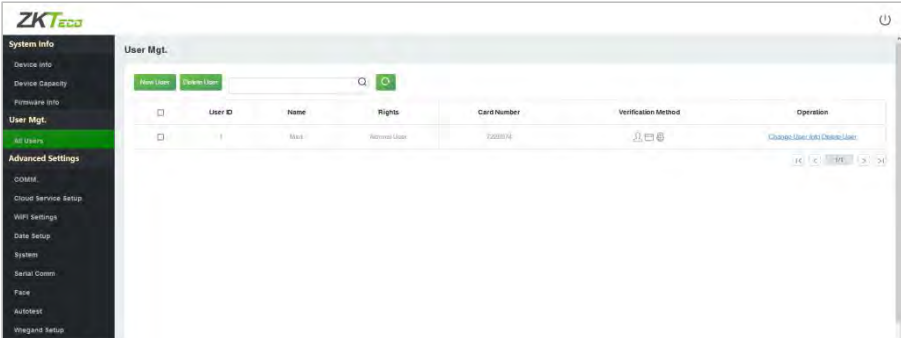 ZKTeco
System Info
Device Info
Device Capacity
Firmware Info
User Mgt.
All Users
Advanced Settings
COMM.
Cloud Service Setup
WIFI Settings
Date Setup
System
Serial Comm
Face
Autotest
Wiegand Setup
User Mgt.
New User Delete User
User ID Name Rights Card Number Verification Method Operation
1 Change User Info Delete User
1/1